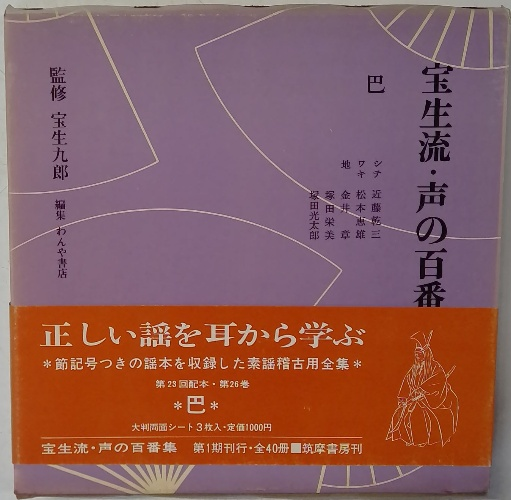 宝生流・声の百番
巴
シテ 近藤乾三
ワキ 松本惠雄
地 金井章
塚田栄美
塚田光太郎
監修 宝生九郎
編集 わんや書店
正しい謡を耳から学ぶ
*節記号つきの謡本を収録した素謡稽古用全集*
第23回配本・第26巻
*巴*
大判両面シート3枚入・定価1000円
宝生流・声の百番集 第1期刊行・全40册■筑摩書房刊